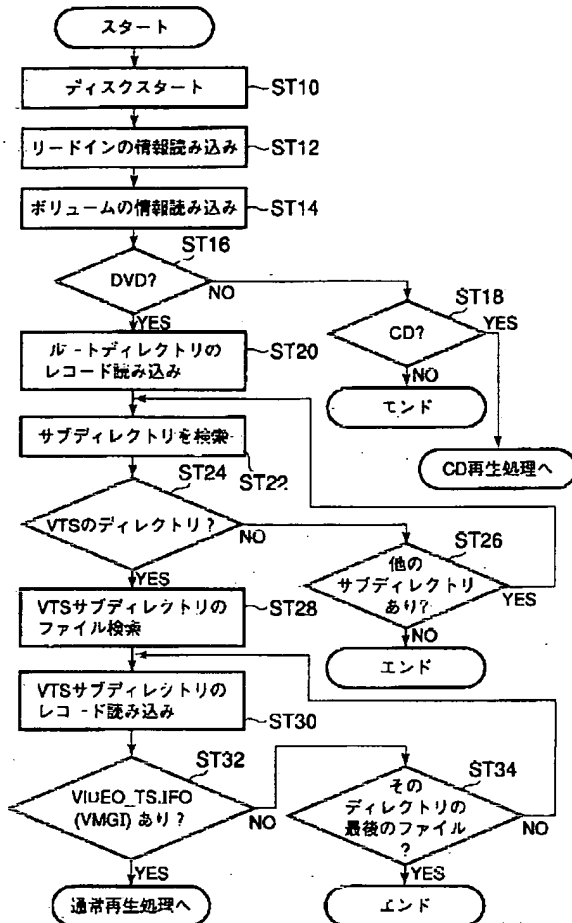 スタート
ディスクスタート
ST10
リードインの情報読み込み
ST12
ボリュームの情報読み込み
ST14
ST16
DVD?
NO
YES
ST18
CD?
YES
NO
エンド
CD再生処理へ
ルートディレクトリの
レコード読み込み
ST20
サブディレクトリを検索
ST22
ST24
VTSのディレクトリ?
NO
YES
ST26
他の
サブディレクトリ
あり?
YES
NO
エンド
VTSサブディレクトリの
ファイル検索
ST28
VTSサブディレクトリの
レコード読み込み
ST30
ST32
VIDEO_TS.IFO
(VMGI) あり?
NO
YES
通常再生処理へ
ST34
その
ディレクトリの
最後のファイル
?
NO
YES
エンド